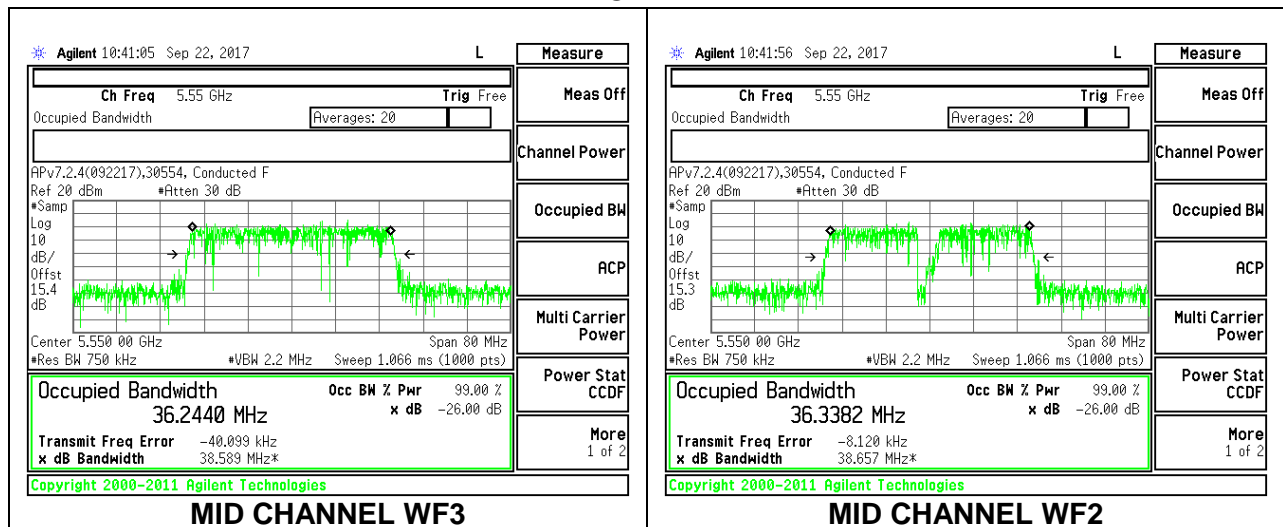 Agilent 10:41:05 Sep 22, 2017 L
Measure
Ch Freq 5.55 GHz Trig Free
Occupied Bandwidth Averages: 20
APv7.2.4(092217),30554, Conducted F
Ref 20 dBm #Atten 30 dB
#Samp
Log
10
dB/
Offst
15.4
dB
Center 5.550 00 GHz Span 80 MHz
#Res BW 750 kHz #VBW 2.2 MHz Sweep 1.066 ms (1000 pts)
Occupied Bandwidth Occ BW % Pwr 99.00 %
36.2440 MHz x dB -26.00 dB
Transmit Freq Error -40.099 kHz
x dB Bandwidth 38.589 MHz*
Copyright 2000-2011 Agilent Technologies
Meas Off
Channel Power
Occupied BW
ACP
Multi Carrier
Power
Power Stat
CCDF
More
1 of 2
MID CHANNEL WF3
Agilent 10:41:56 Sep 22, 2017 L
Measure
Ch Freq 5.55 GHz Trig Free
Occupied Bandwidth Averages: 20
APv7.2.4(092217),30554, Conducted F
Ref 20 dBm #Atten 30 dB
#Samp
Log
10
dB/
Offst
15.3
dB
Center 5.550 00 GHz Span 80 MHz
#Res BW 750 kHz #VBW 2.2 MHz Sweep 1.066 ms (1000 pts)
Occupied Bandwidth Occ BW % Pwr 99.00 %
36.3382 MHz x dB -26.00 dB
Transmit Freq Error -8.120 kHz
x dB Bandwidth 38.657 MHz*
Copyright 2000-2011 Agilent Technologies
Meas Off
Channel Power
Occupied BW
ACP
Multi Carrier
Power
Power Stat
CCDF
More
1 of 2
MID CHANNEL WF2